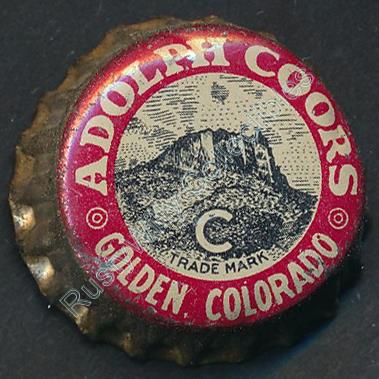 ADOLPH COORS
C
TRADE MARK
GOLDEN, COLORADO